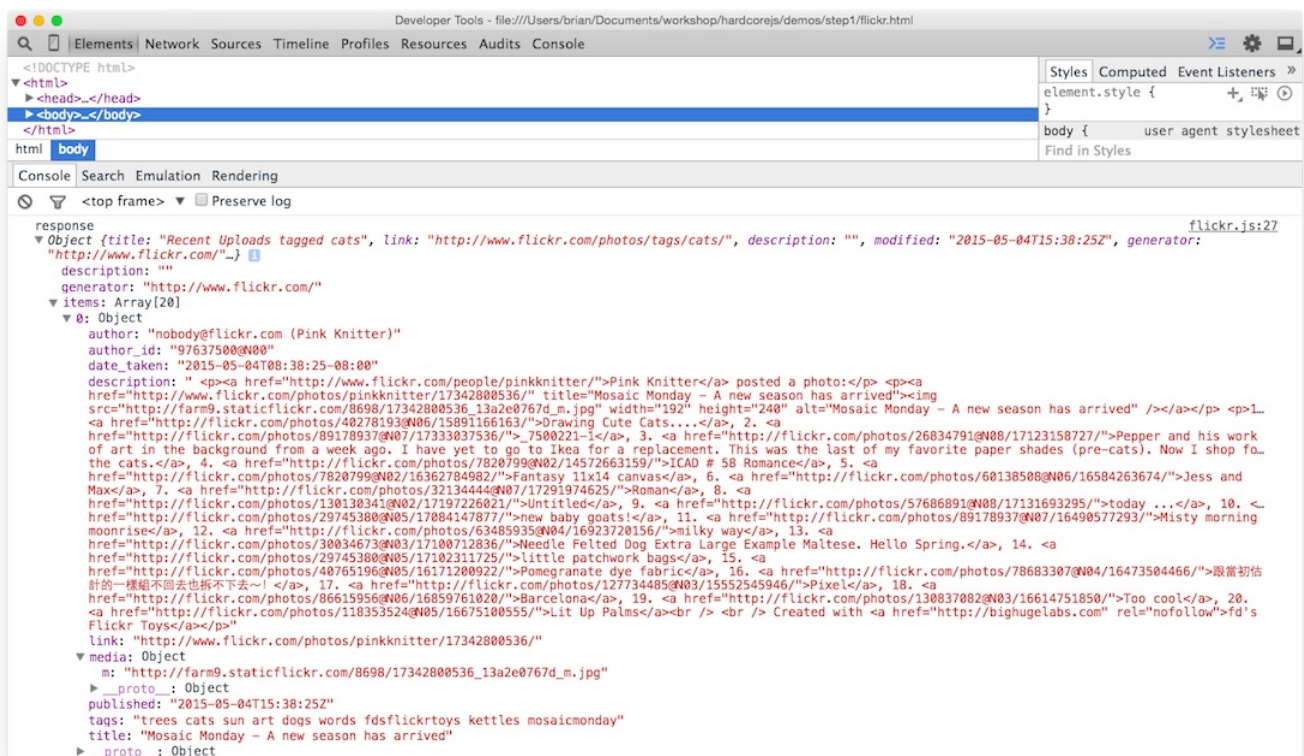 Developer Tools - file:///Users/brian/Documents/workshop/hardcorejs/demos/step1/flickr.html
Elements Network Sources Timeline Profiles Resources Audits Console
<!DOCTYPE html>
▼<html>
▶<head>…</head>
▶<body>…</body>
</html>
html body
Styles Computed Event Listeners »
element.style {
}
body { user agent stylesheet
Find in Styles
Console Search Emulation Rendering
<top frame> ▼ Preserve log
response flickr.js:27
▼Object {title: "Recent Uploads tagged cats", link: "http://www.flickr.com/photos/tags/cats/", description: "", modified: "2015-05-04T15:38:25Z", generator:
"http://www.flickr.com/"…}
description: ""
generator: "http://www.flickr.com/"
▼items: Array[20]
▼0: Object
author: "nobody@flickr.com (Pink Knitter)"
author_id: "97637500@N00"
date_taken: "2015-05-04T08:38:25-08:00"
description: " <p><a href="http://www.flickr.com/people/pinkknitter/">Pink Knitter</a> posted a photo:</p> <p><a
href="http://www.flickr.com/photos/pinkknitter/17342800536/" title="Mosaic Monday – A new season has arrived"><img
src="http://farm9.staticflickr.com/8698/17342800536_13a2e0767d_m.jpg" width="192" height="240" alt="Mosaic Monday – A new season has arrived" /></a></p> <p>1…
<a href="http://flickr.com/photos/40278193@N06/15891166163/">Drawing Cute Cats....</a>, 2. <a
href="http://flickr.com/photos/89178937@N07/17333037536/">_7500221-1</a>, 3. <a href="http://flickr.com/photos/26834791@N08/17123158727/">Pepper and his work
of art in the background from a week ago. I have yet to go to Ikea for a replacement. This was the last of my favorite paper shades (pre-cats). Now I shop fo…
the cats.</a>, 4. <a href="http://flickr.com/photos/7820799@N02/14572663159/">ICAD # 58 Romance</a>, 5. <a
href="http://flickr.com/photos/7820799@N02/16362784982/">Fantasy 11x14 canvas</a>, 6. <a href="http://flickr.com/photos/60138508@N06/16584263674/">Jess and
Max</a>, 7. <a href="http://flickr.com/photos/32134444@N07/17291974625/">Roman</a>, 8. <a
href="http://flickr.com/photos/130130341@N02/17197226021/">Untitled</a>, 9. <a href="http://flickr.com/photos/57686891@N08/17131693295/">today ...</a>, 10. <…
href="http://flickr.com/photos/29745380@N05/17084147877/">new baby goats!</a>, 11. <a href="http://flickr.com/photos/89178937@N07/16490577293/">Misty morning
moonrise</a>, 12. <a href="http://flickr.com/photos/63485935@N04/16923720156/">milky way</a>, 13. <a
href="http://flickr.com/photos/30034673@N03/17100712836/">Needle Felted Dog Extra Large Example Maltese. Hello Spring.</a>, 14. <a
href="http://flickr.com/photos/29745380@N05/17102311725/">little patchwork bags</a>, 15. <a
href="http://flickr.com/photos/40765196@N05/16171200922/">Pomegranate dye fabric</a>, 16. <a href="http://flickr.com/photos/78683307@N04/16473504466/">跟當初估
計的一樣組不回去也拆不下去～! </a>, 17. <a href="http://flickr.com/photos/127734485@N03/15552545946/">Pixel</a>, 18. <a
href="http://flickr.com/photos/86615956@N06/16859761020/">Barcelona</a>, 19. <a href="http://flickr.com/photos/130837082@N03/16614751850/">Too cool</a>, 20.
<a href="http://flickr.com/photos/118353524@N05/16675100555/">Lit Up Palms</a><br /> <br /> Created with <a href="http://bighugelabs.com" rel="nofollow">fd's
Flickr Toys</a></p>"
link: "http://www.flickr.com/photos/pinkknitter/17342800536/"
▼media: Object
m: "http://farm9.staticflickr.com/8698/17342800536_13a2e0767d_m.jpg"
▶__proto__: Object
published: "2015-05-04T15:38:25Z"
tags: "trees cats sun art dogs words fdsflickrtoys kettles mosaicmonday"
title: "Mosaic Monday – A new season has arrived"
▶__proto__: Object